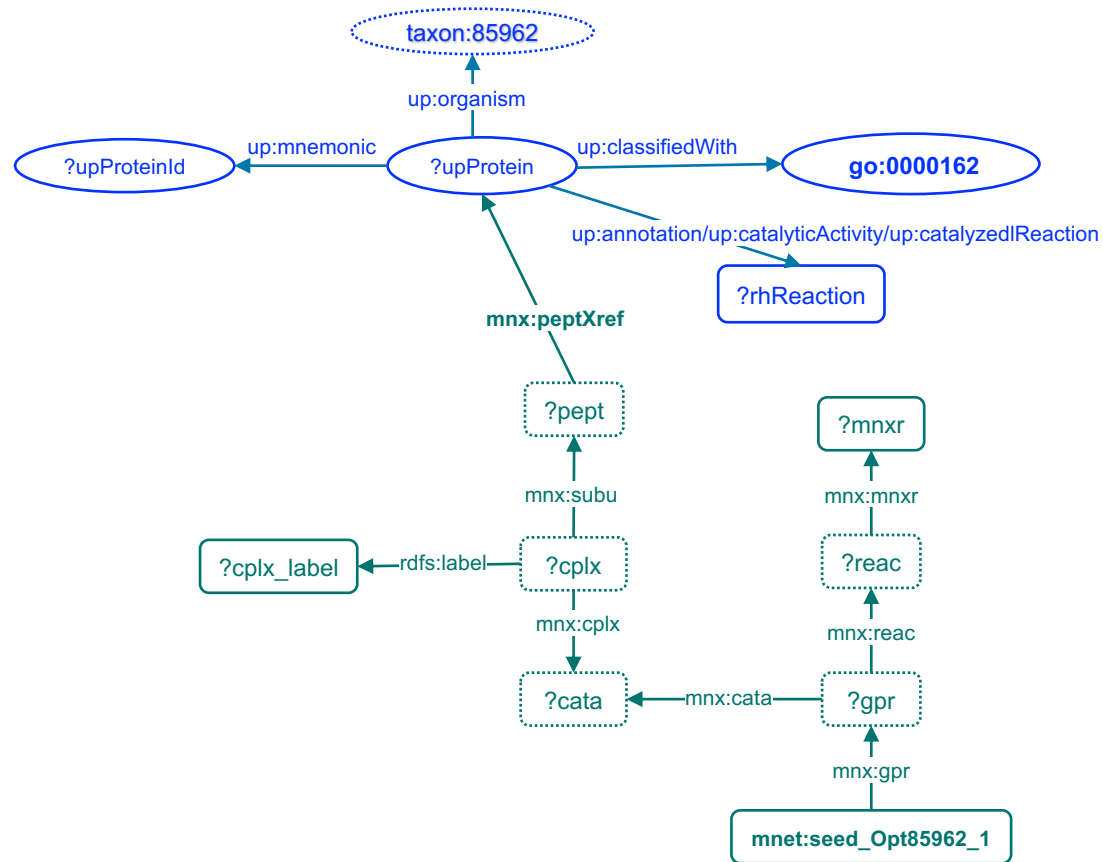 taxon:85962
up:organism
?upProteinId
up:mnemonic
?upProtein
up:classifiedWith
go:0000162
up:annotation/up:catalyticActivity/up:catalyzedlReaction
?rhReaction
mnx:peptXref
?pept
?mnxr
mnx:subu
mnx:mnxr
?cplx_label
rdfs:label
?cplx
?reac
mnx:cplx
mnx:reac
?cata
mnx:cata
?gpr
mnx:gpr
mnet:seed_Opt85962_1